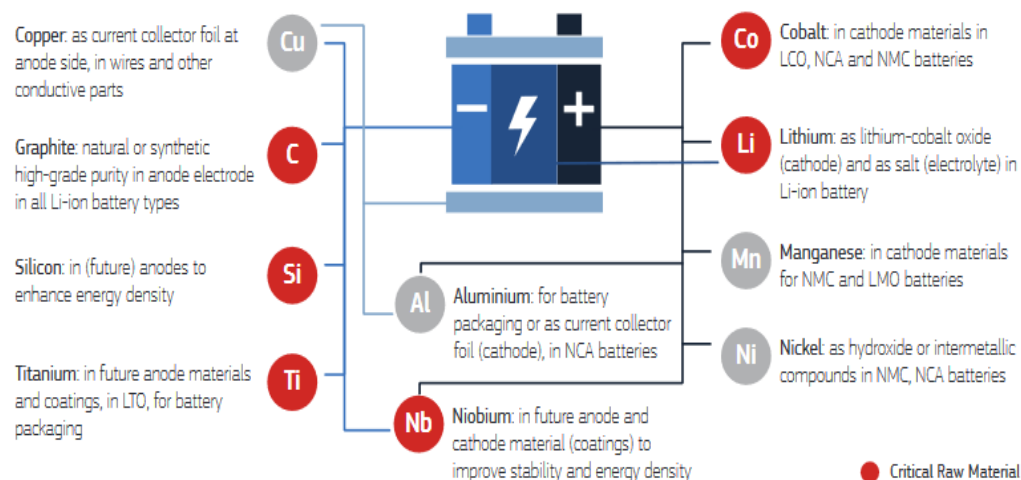 Copper: as current collector foil at
anode side, in wires and other
conductive parts
Cu
Graphite: natural or synthetic
high-grade purity in anode electrode
in all Li-ion battery types
C
Silicon: in (future) anodes to
enhance energy density
Si
Titanium: in future anode materials
and coatings, in LTO, for battery
packaging
Ti
− +
Al
Aluminium: for battery
packaging or as current collector
foil (cathode), in NCA batteries
Nb
Niobium: in future anode and
cathode material (coatings) to
improve stability and energy density
Co
Cobalt: in cathode materials in
LCO, NCA and NMC batteries
Li
Lithium: as lithium-cobalt oxide
(cathode) and as salt (electrolyte) in
Li-ion battery
Mn
Manganese: in cathode materials
for NMC and LMO batteries
Ni
Nickel: as hydroxide or intermetallic
compounds in NMC, NCA batteries
Critical Raw Material